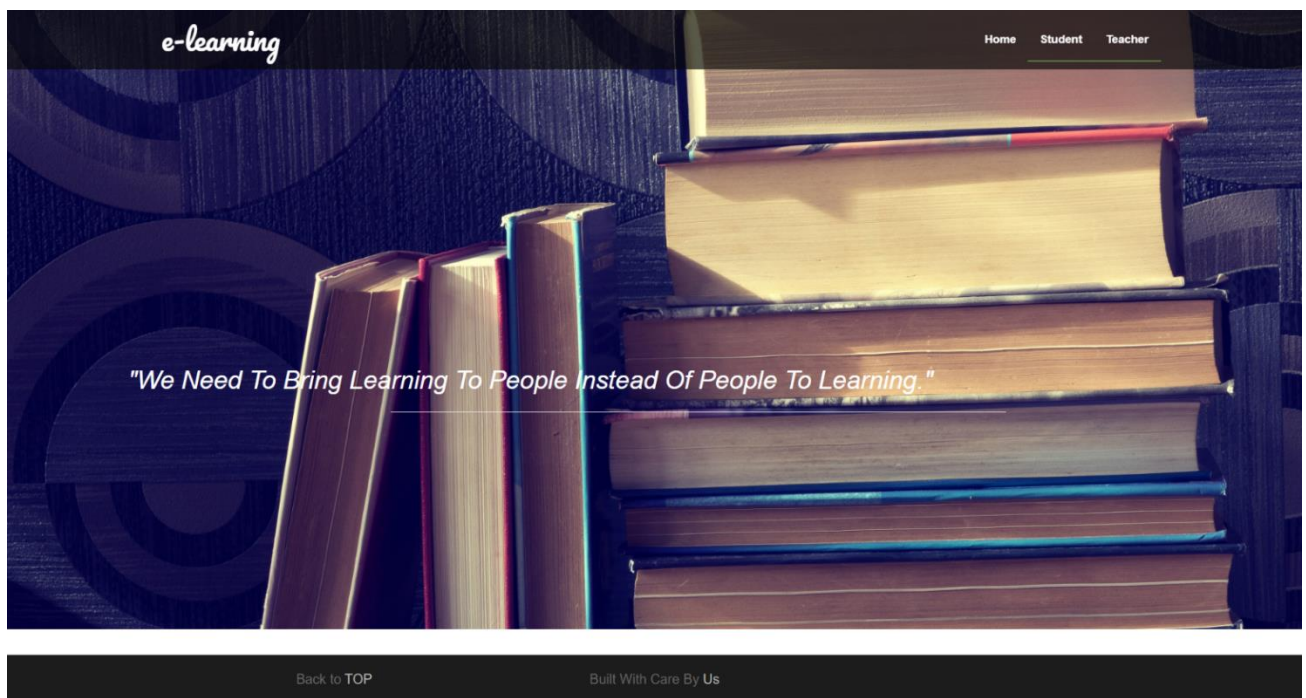 e-learning
Home Student Teacher
"We Need To Bring Learning To People Instead Of People To Learning."
Back to TOP Built With Care By Us